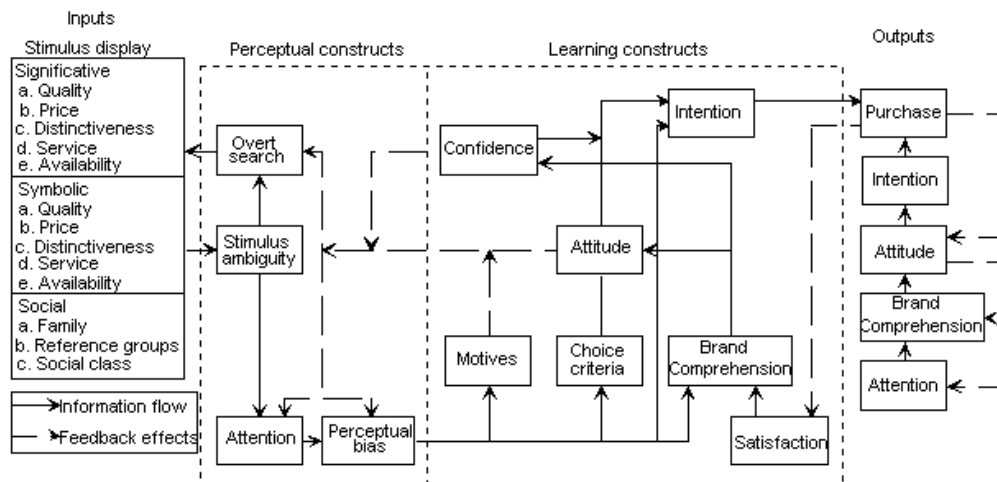 Inputs
Stimulus display
Significative
a. Quality
b. Price
c. Distinctiveness
d. Service
e. Availability
Symbolic
a. Quality
b. Price
c. Distinctiveness
d. Service
e. Availability
Social
a. Family
b. Reference groups
c. Social class
Information flow
Feedback effects
Perceptual constructs
Overt
search
Stimulus
ambiguity
Attention
Perceptual
bias
Learning constructs
Confidence
Intention
Attitude
Motives
Choice
criteria
Brand
Comprehension
Satisfaction
Outputs
Purchase
Intention
Attitude
Brand
Comprehension
Attention